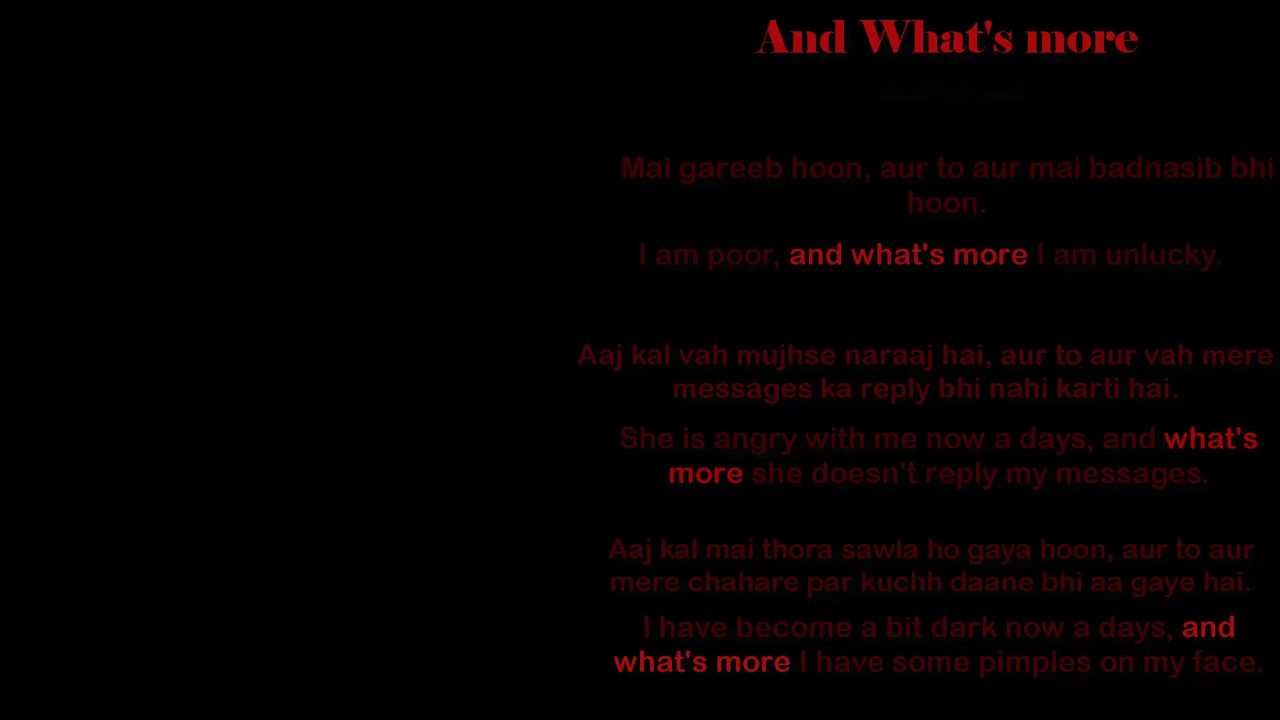 And What's more
Mai gareeb hoon, aur to aur mai badnasib bhi
hoon.
I am poor, and what's more I am unlucky.
Aaj kal vah mujhse naraaj hai, aur to aur vah mere
messages ka reply bhi nahi karti hai.
She is angry with me now a days, and what's
more she doesn't reply my messages.
Aaj kal mai thora sawla ho gaya hoon, aur to aur
mere chahare par kuchh daane bhi aa gaye hai.
I have become a bit dark now a days, and
what's more I have some pimples on my face.